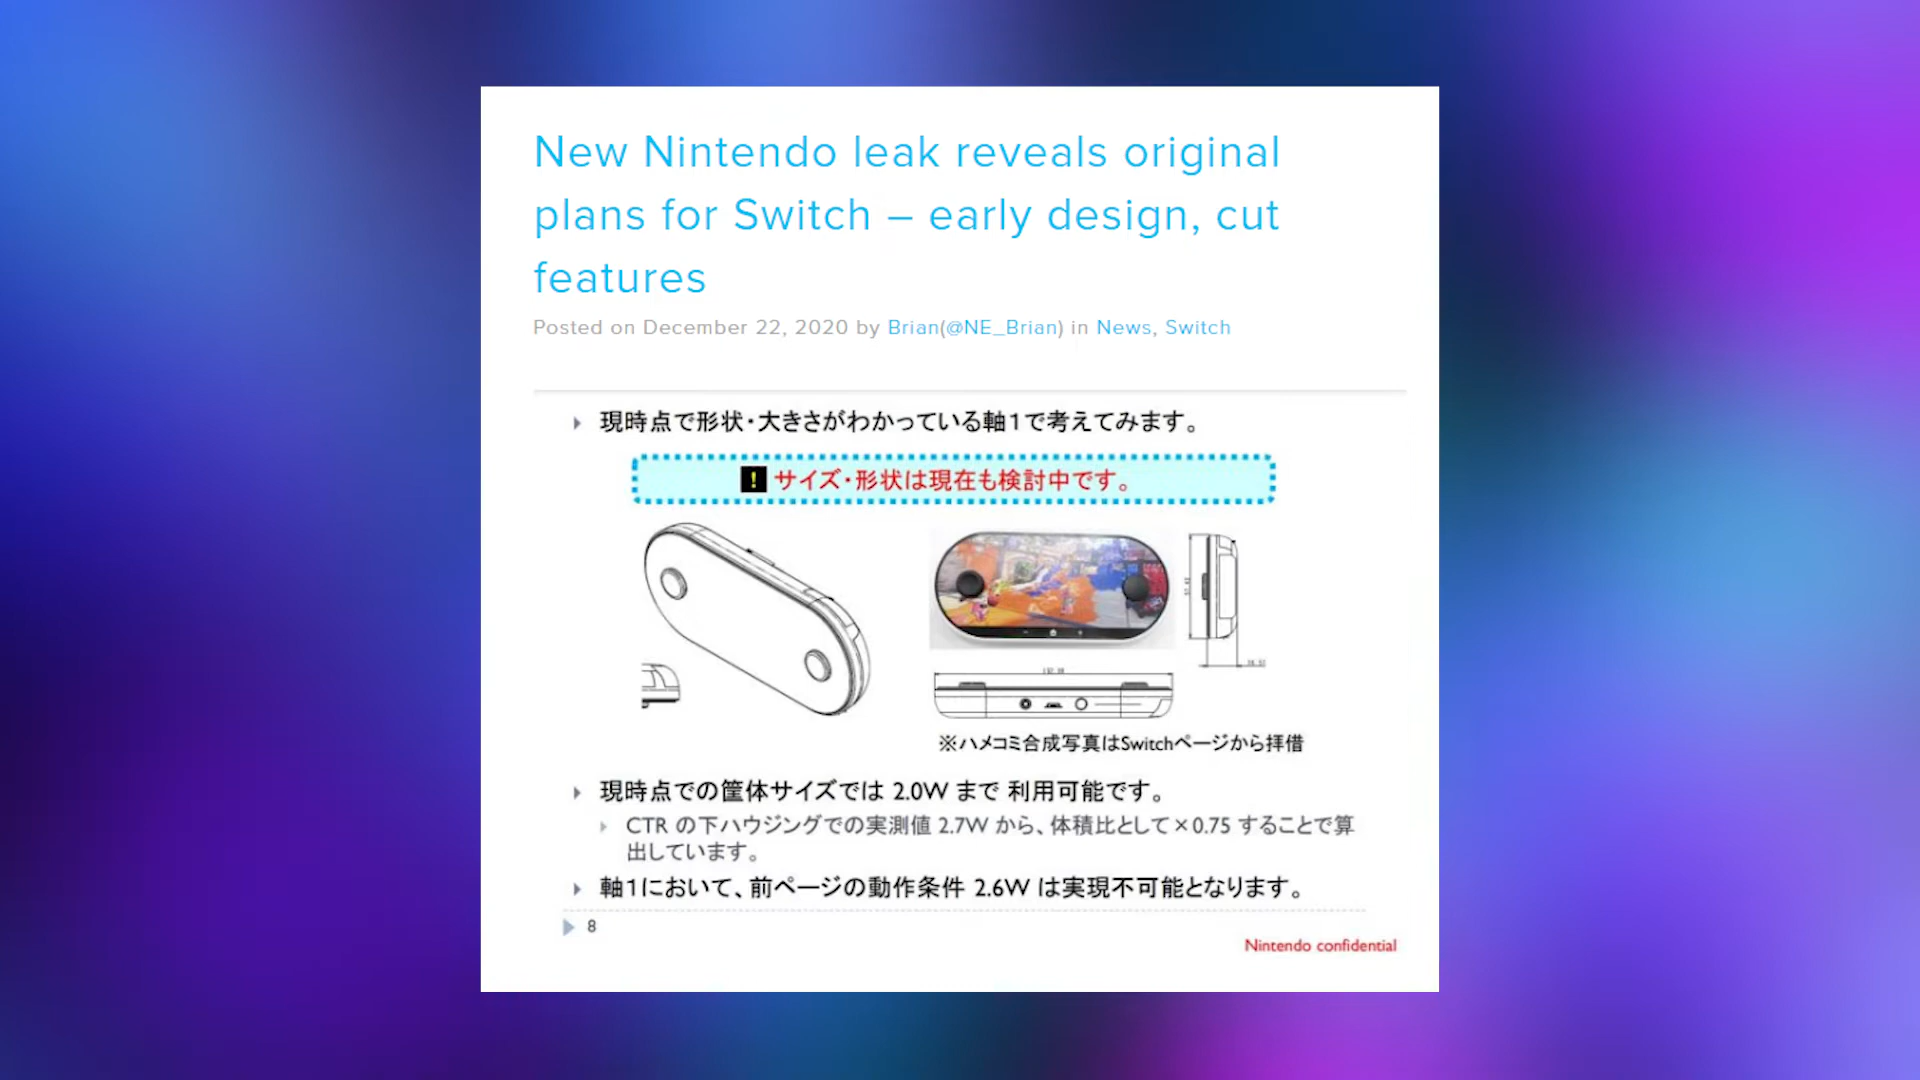 New Nintendo leak reveals original
plans for Switch – early design, cut
features
Posted on December 22, 2020 by Brian(@NE_Brian) in News, Switch
現時点で形状・大きさがわかっている軸1で考えてみます。
! サイズ・形状は現在も検討中です。
※ハメコミ合成写真はSwitchページから拝借
現時点での筐体サイズでは 2.0W まで 利用可能です。
CTR の下ハウジングでの実測値 2.7W から、体積比として×0.75 することで算
出しています。
軸1において、前ページの動作条件 2.6W は実現不可能となります。
8
Nintendo confidential